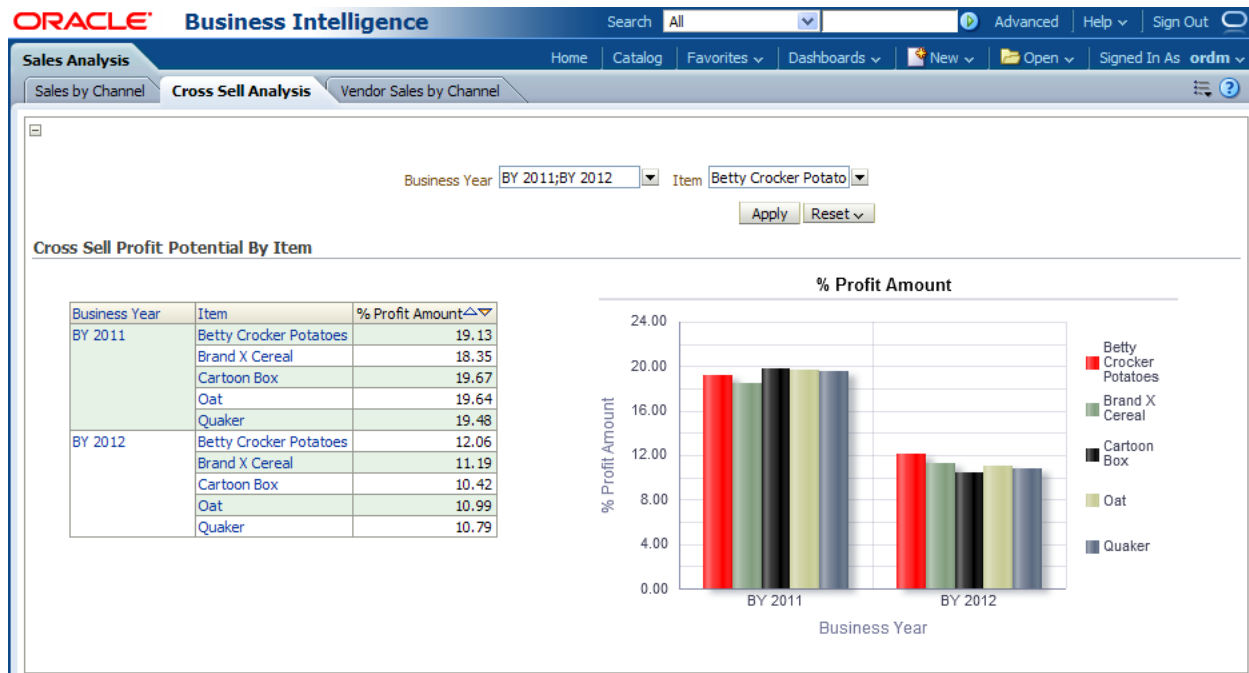 ORACLE Business Intelligence Search All Advanced Help Sign Out
Sales Analysis Home Catalog Favorites Dashboards New Open Signed In As ordm
Sales by Channel Cross Sell Analysis Vendor Sales by Channel
Business Year BY 2011;BY 2012 Item Betty Crocker Potato
Apply Reset
Cross Sell Profit Potential By Item
Business Year Item % Profit Amount
BY 2011 Betty Crocker Potatoes 19.13
Brand X Cereal 18.35
Cartoon Box 19.67
Oat 19.64
Quaker 19.48
BY 2012 Betty Crocker Potatoes 12.06
Brand X Cereal 11.19
Cartoon Box 10.42
Oat 10.99
Quaker 10.79
% Profit Amount
24.00
20.00
16.00
12.00
8.00
4.00
0.00
% Profit Amount
BY 2011 BY 2012
Business Year
Betty
Crocker
Potatoes
Brand X
Cereal
Cartoon
Box
Oat
Quaker